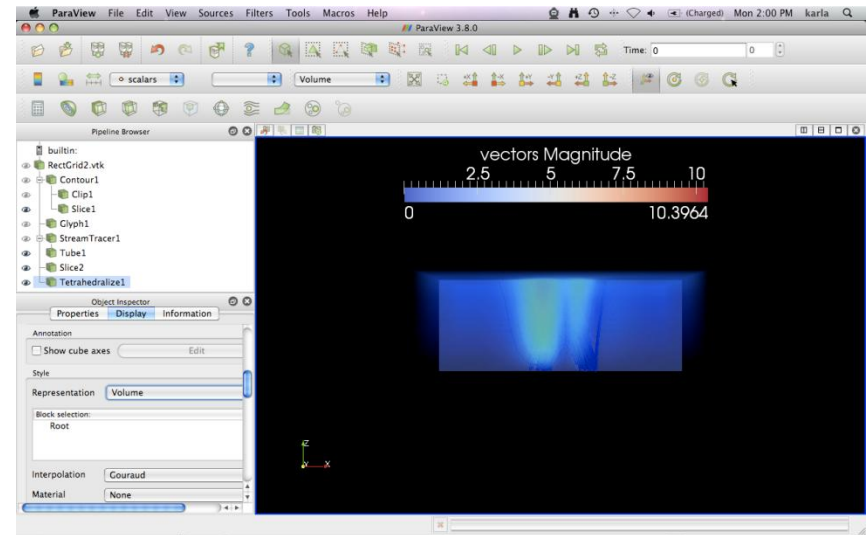 ParaView File Edit View Sources Filters Tools Macros Help (Charged) Mon 2:00 PM karla
ParaView 3.8.0
Time: 0 0
scalars Volume
Pipeline Browser
builtin:
RectGrid2.vtk
Contour1
Clip1
Slice1
Glyph1
StreamTracer1
Tube1
Slice2
Tetrahedralize1
Object Inspector
Properties Display Information
Annotation
Show cube axes Edit
Style
Representation Volume
Block selection:
Root
Interpolation Gouraud
Material None
vectors Magnitude
2.5 5 7.5 10
0 10.3964
Z
Y X